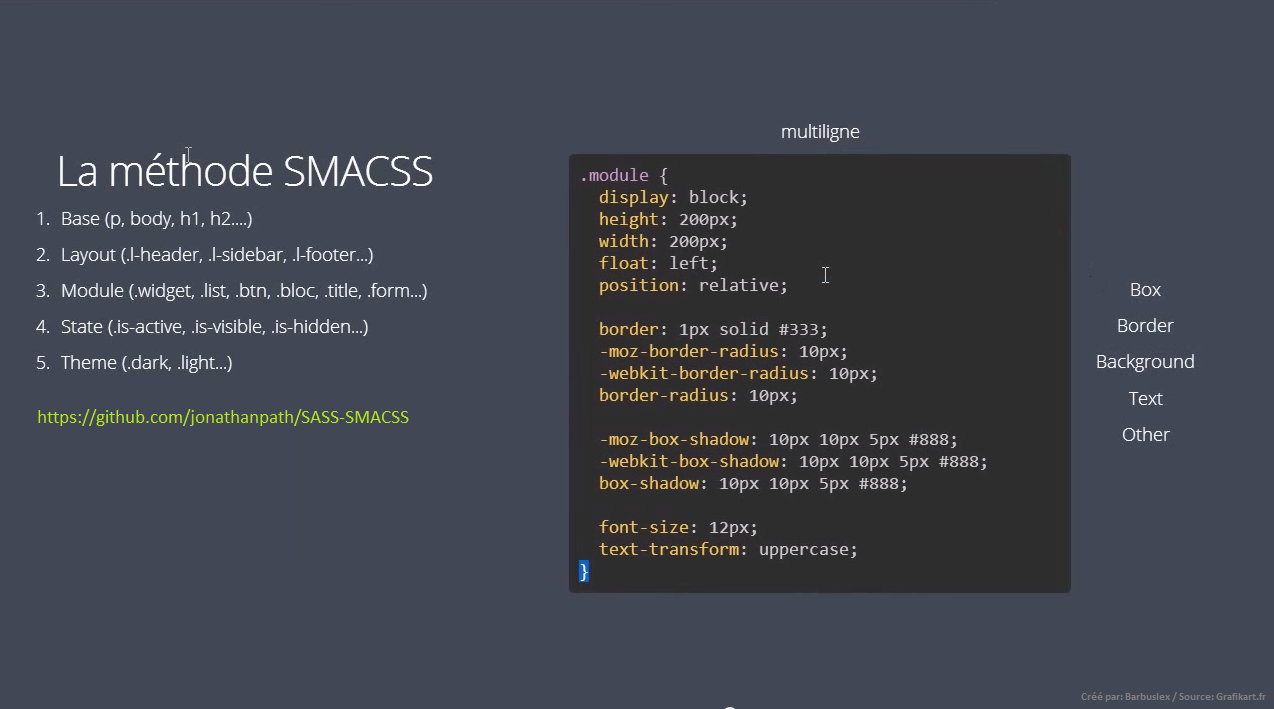 La méthode SMACSS
1. Base (p, body, h1, h2....)
2. Layout (.l-header, .l-sidebar, .l-footer...)
3. Module (.widget, .list, .btn, .bloc, .title, .form...)
4. State (.is-active, .is-visible, .is-hidden...)
5. Theme (.dark, .light...)
https://github.com/jonathanpath/SASS-SMACSS
multiligne
.module {
display: block;
height: 200px;
width: 200px;
float: left;
position: relative;
border: 1px solid #333;
-moz-border-radius: 10px;
-webkit-border-radius: 10px;
border-radius: 10px;
-moz-box-shadow: 10px 10px 5px #888;
-webkit-box-shadow: 10px 10px 5px #888;
box-shadow: 10px 10px 5px #888;
font-size: 12px;
text-transform: uppercase;
}
Box
Border
Background
Text
Other
Créé par: Barbuslex / Source: Grafikart.fr